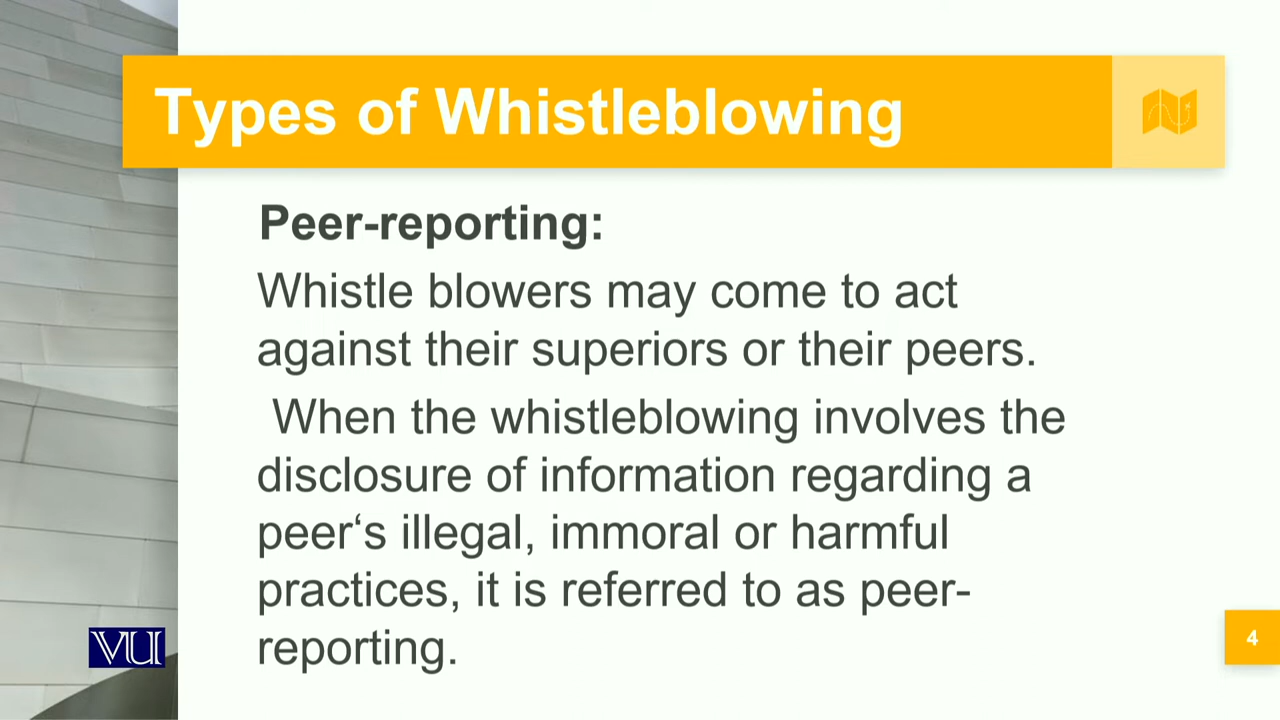 Types of Whistleblowing
Peer-reporting:
Whistle blowers may come to act
against their superiors or their peers.
When the whistleblowing involves the
disclosure of information regarding a
peer‘s illegal, immoral or harmful
practices, it is referred to as peer-
reporting.
VU
4